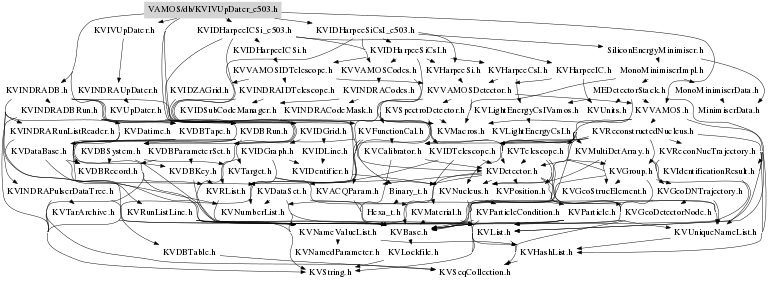 VAMOS/db/KVIVUpDater_e503.h
KVIVUpDater.h KVIDHarpeeICSi_e503.h KVIDHarpeeSiCsI_e503.h
KVIDHarpeeICSi.h KVIDHarpeeSiCsI.h SiliconEnergyMinimiser.h
KVVAMOSIDTelescope.h KVVAMOSCodes.h KVHarpeeSi.h KVHarpeeCsI.h KVHarpeeIC.h MonoMinimiserImpl.h
KVINDRADB.h KVINDRAUpDater.h KVIDZAGrid.h KVINDRAIDTelescope.h KVINDRACodes.h KVVAMOSDetector.h MEDetectorStack.h MonoMinimiserData.h
KVINDRADBRun.h KVUpDater.h KVIDSubCodeManager.h KVINDRACodeMask.h KVSpectroDetector.h KVLightEnergyCsIVamos.h KVUnits.h KVVAMOS.h MinimiserData.h
KVINDRARunListReader.h KVDatime.h KVDBTape.h KVDBRun.h KVIDGrid.h KVFunctionCal.h KVMacros.h KVLightEnergyCsI.h KVReconstructedNucleus.h
KVDataBase.h KVDBSystem.h KVDBParameterSet.h KVIDGraph.h KVIDLine.h KVCalibrator.h KVIDTelescope.h KVTelescope.h KVMultiDetArray.h KVReconNucTrajectory.h
KVDBRecord.h KVDBKey.h KVTarget.h KVIDentifier.h KVDetector.h KVGroup.h KVIdentificationResult.h
KVINDRAPulserDataTree.h KVRList.h KVDataSet.h KVACQParam.h Binary_t.h KVNucleus.h KVPosition.h KVGeoStrucElement.h KVGeoDNTrajectory.h
KVTarArchive.h KVRunListLine.h KVNumberList.h Hexa_t.h KVMaterial.h KVParticleCondition.h KVParticle.h KVGeoDetectorNode.h
KVNameValueList.h KVBase.h KVList.h KVUniqueNameList.h
KVDBTable.h KVNamedParameter.h KVLockfile.h KVHashList.h
KVString.h KVSeqCollection.h